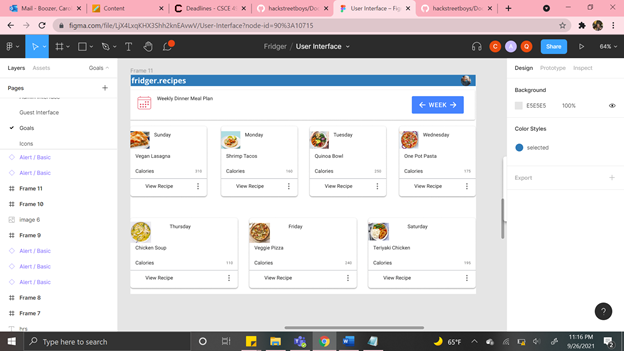 Mail - Boozer, Carol
Content
Deadlines - CSCE 4
hackstreetboys/Do
User Interface – Fig
hackstreetboys/Do
figma.com/file/LjX4LxqKHX3Shh2knEAvwV/User-Interface?node-id=90%3A10715
Fridger / User Interface
C A Q Share 64%
Layers Assets Goals
Pages
Guest Interface
Goals
Icons
Alert / Basic
Alert / Basic
Frame 11
Frame 10
image 6
Frame 9
Alert / Basic
Alert / Basic
Alert / Basic
Frame 8
Frame 7
hrs
Frame 11
fridger.recipes
Weekly Dinner Meal Plan
WEEK
Sunday Monday Tuesday Wednesday
Vegan Lasagna Shrimp Tacos Quinoa Bowl One Pot Pasta
Calories Calories Calories Calories
View Recipe View Recipe View Recipe View Recipe
Thursday Friday Saturday
Chicken Soup Veggie Pizza Teriyaki Chicken
Calories Calories Calories
View Recipe View Recipe View Recipe
Design Prototype Inspect
Background
E5E5E5 100%
Color Styles
selected
Export
?
Type here to search
65°F
11:16 PM
9/26/2021